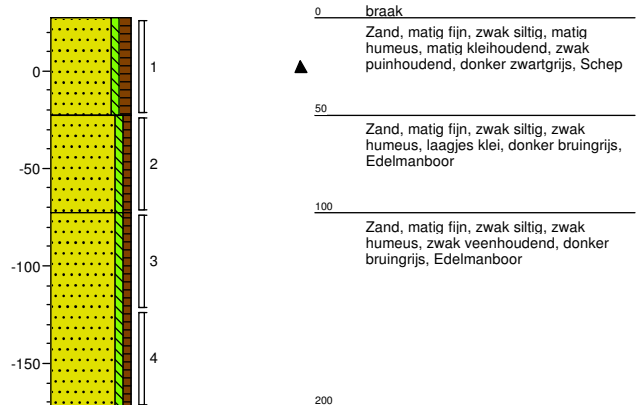 0 braak
Zand, matig fijn, zwak siltig, matig
humeus, matig kleihoudend, zwak
puinhoudend, donker zwartgrijs, Schep
0
1
50
Zand, matig fijn, zwak siltig, zwak
humeus, laagjes klei, donker bruingrijs,
Edelmanboor
-50
2
100
Zand, matig fijn, zwak siltig, zwak
humeus, zwak veenhoudend, donker
bruingrijs, Edelmanboor
-100
3
-150
4
200